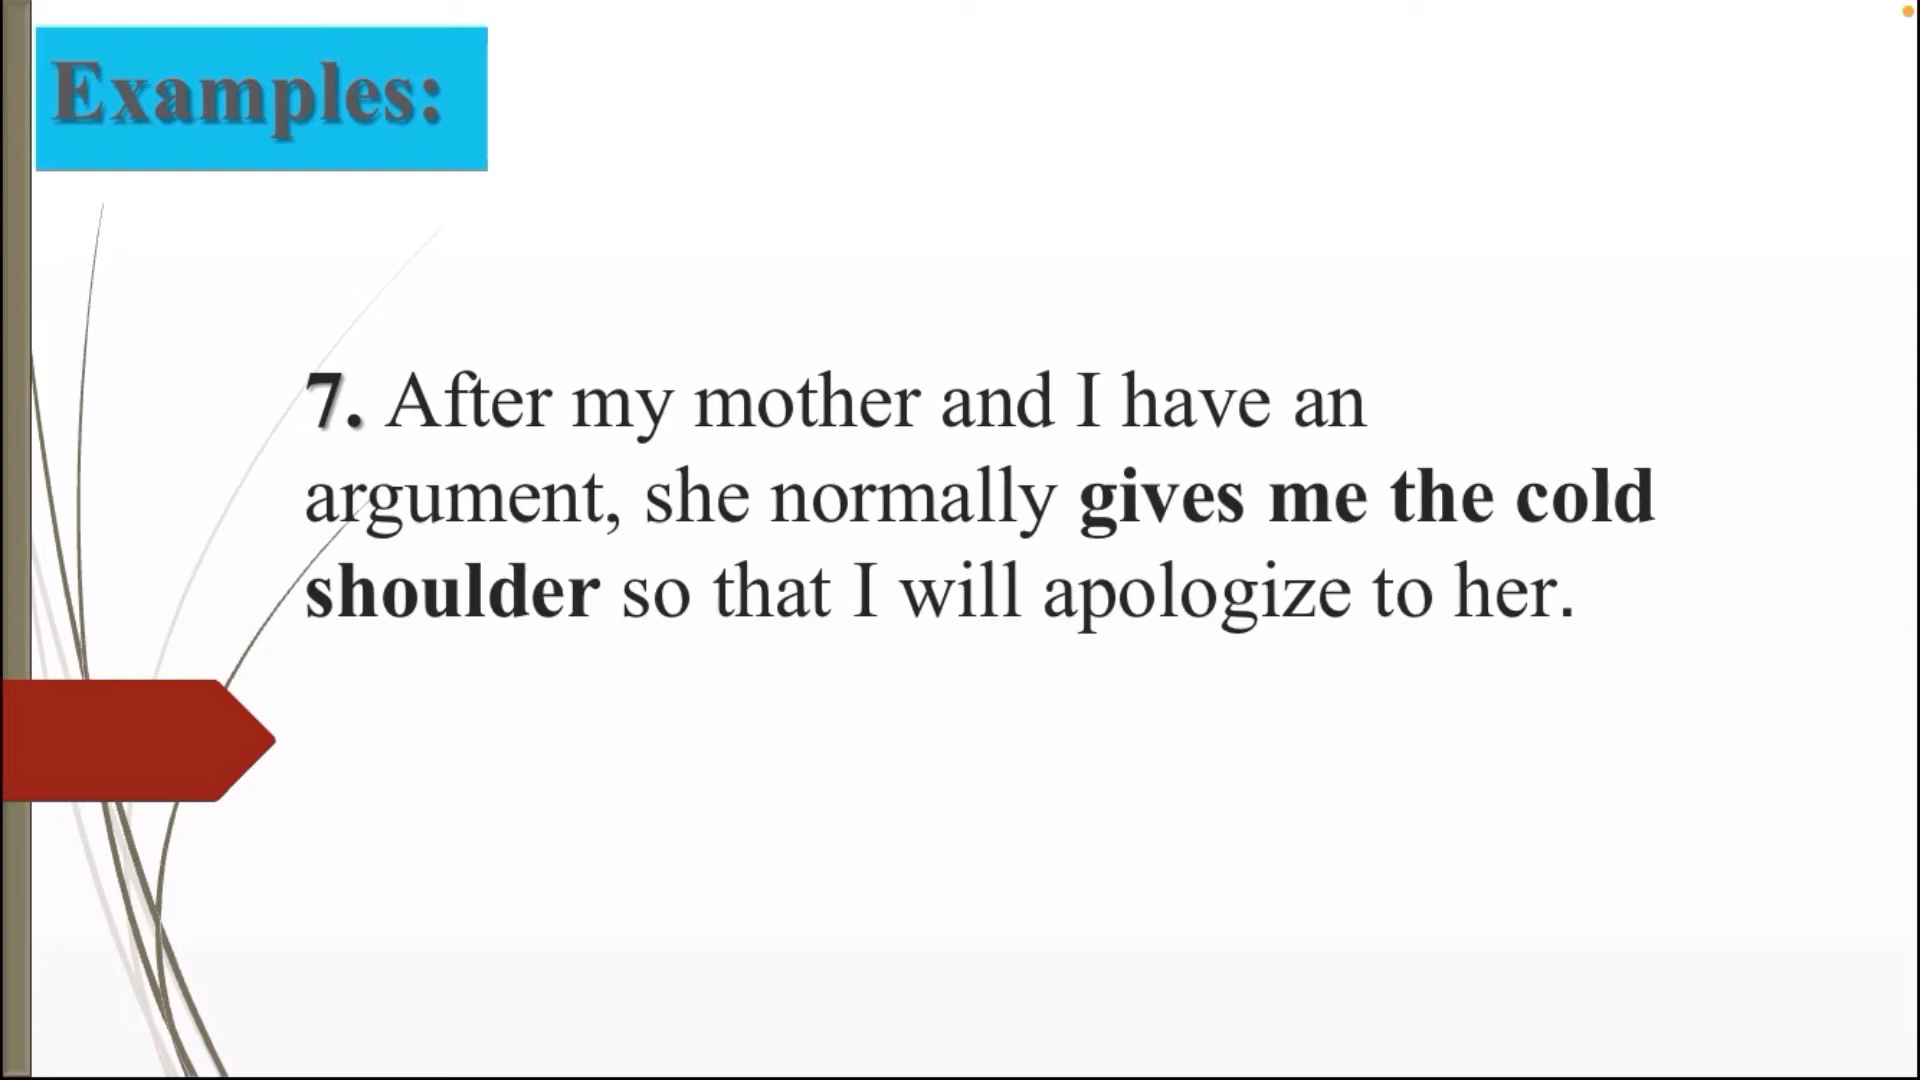 Examples:
7. After my mother and I have an
argument, she normally gives me the cold
shoulder so that I will apologize to her.